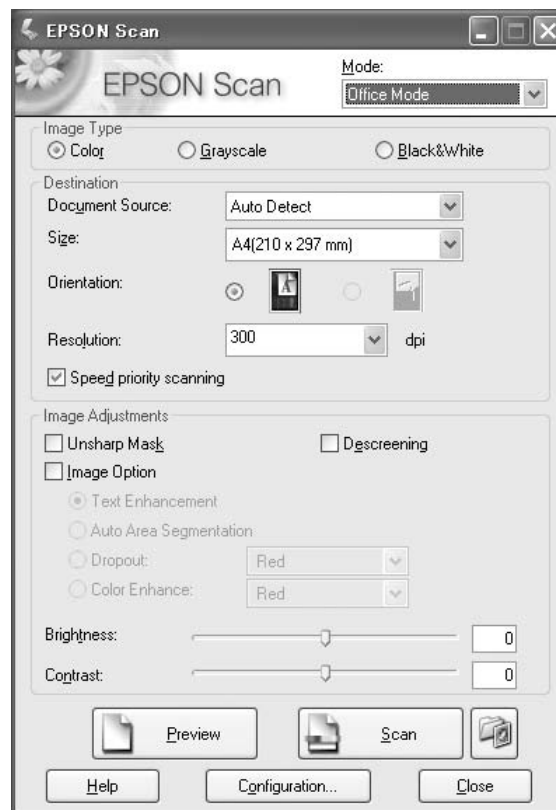 EPSON Scan
EPSON Scan
Mode:
Office Mode
Image Type
Color Grayscale Black&White
Destination
Document Source: Auto Detect
Size: A4(210 x 297 mm)
Orientation: A
Resolution: 300 dpi
Speed priority scanning
Image Adjustments
Unsharp Mask Descreening
Image Option
Text Enhancement
Auto Area Segmentation
Dropout: Red
Color Enhance: Red
Brightness: 0
Contrast: 0
Preview Scan
Help Configuration... Close